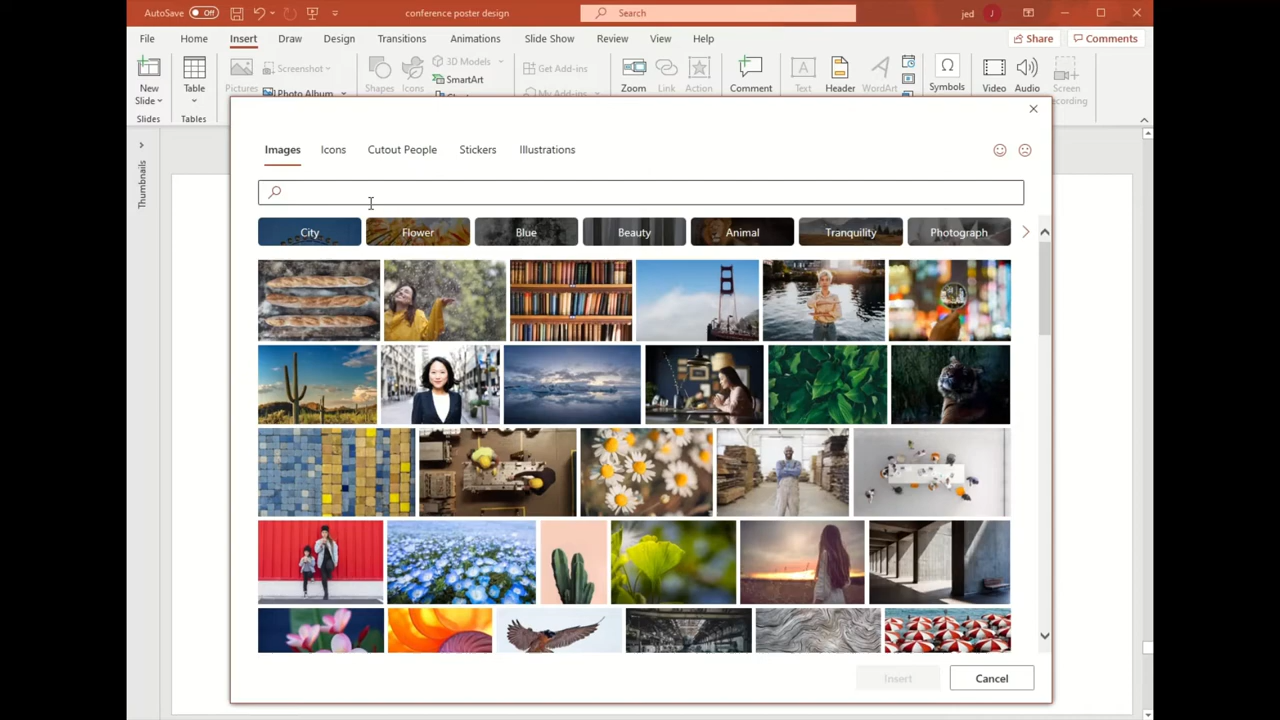 AutoSave Off conference poster design Search jed J
File Home Insert Draw Design Transitions Animations Slide Show Review View Help Share Comments
New Slide Table Pictures Screenshot Photo Album Shapes Icons 3D Models SmartArt Get Add-ins My Add-ins Zoom Link Action Comment Text Header WordArt Symbols Video Audio Screen
Slides Tables
Thumbnails
Images Icons Cutout People Stickers Illustrations
City Flower Blue Beauty Animal Tranquility Photograph
Insert Cancel